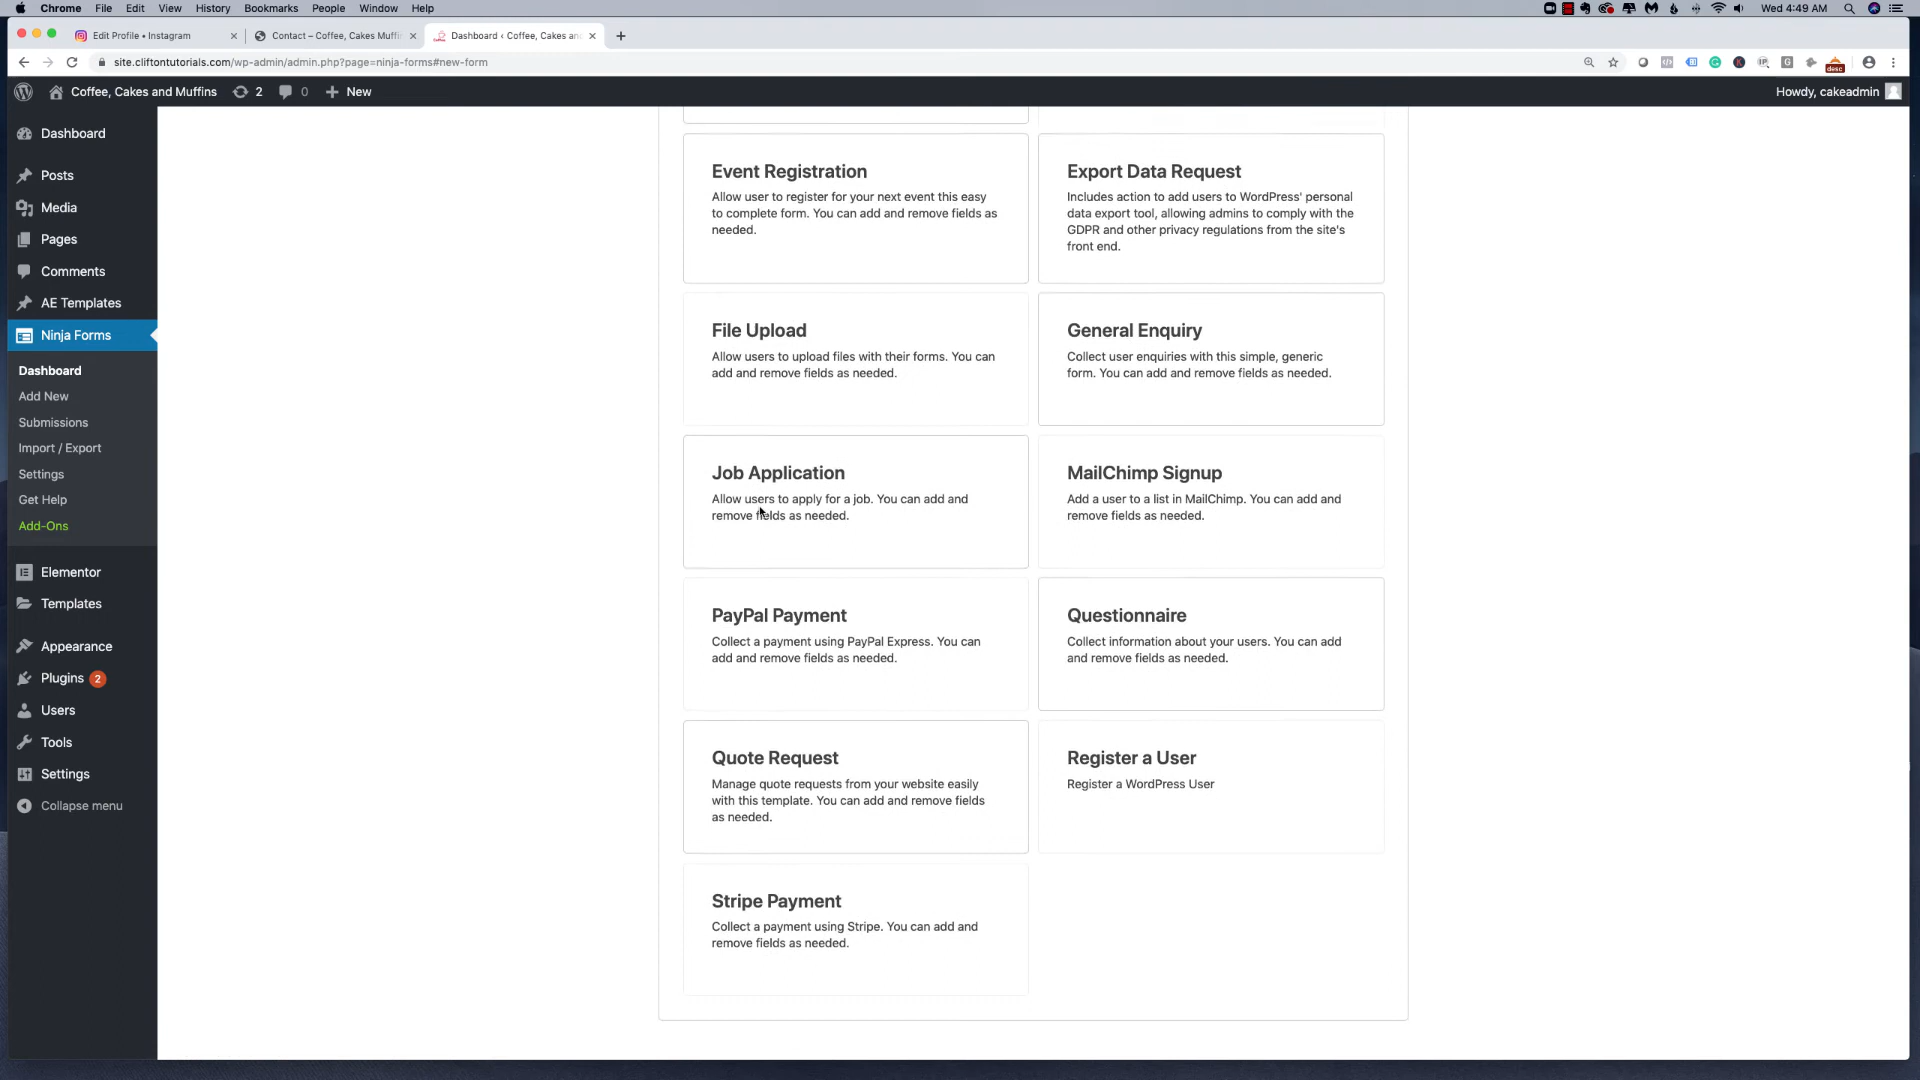 Chrome File Edit View History Bookmarks People Window Help Wed 4:49 AM
Edit Profile • Instagram Contact – Coffee, Cakes Muffi Dashboard ‹ Coffee, Cakes an
site.cliftontutorials.com/wp-admin/admin.php?page=ninja-forms#new-form
Coffee, Cakes and Muffins 2 0 New Howdy, cakeadmin
Dashboard
Posts
Media
Pages
Comments
AE Templates
Ninja Forms
Dashboard
Add New
Submissions
Import / Export
Settings
Get Help
Add-Ons
Elementor
Templates
Appearance
Plugins 2
Users
Tools
Settings
Collapse menu
Event Registration
Allow user to register for your next event this easy
to complete form. You can add and remove fields as
needed.
Export Data Request
Includes action to add users to WordPress' personal
data export tool, allowing admins to comply with the
GDPR and other privacy regulations from the site's
front end.
File Upload
Allow users to upload files with their forms. You can
add and remove fields as needed.
General Enquiry
Collect user enquiries with this simple, generic
form. You can add and remove fields as needed.
Job Application
Allow users to apply for a job. You can add and
remove fields as needed.
MailChimp Signup
Add a user to a list in MailChimp. You can add and
remove fields as needed.
PayPal Payment
Collect a payment using PayPal Express. You can
add and remove fields as needed.
Questionnaire
Collect information about your users. You can add
and remove fields as needed.
Quote Request
Manage quote requests from your website easily
with this template. You can add and remove fields
as needed.
Register a User
Register a WordPress User
Stripe Payment
Collect a payment using Stripe. You can add and
remove fields as needed.